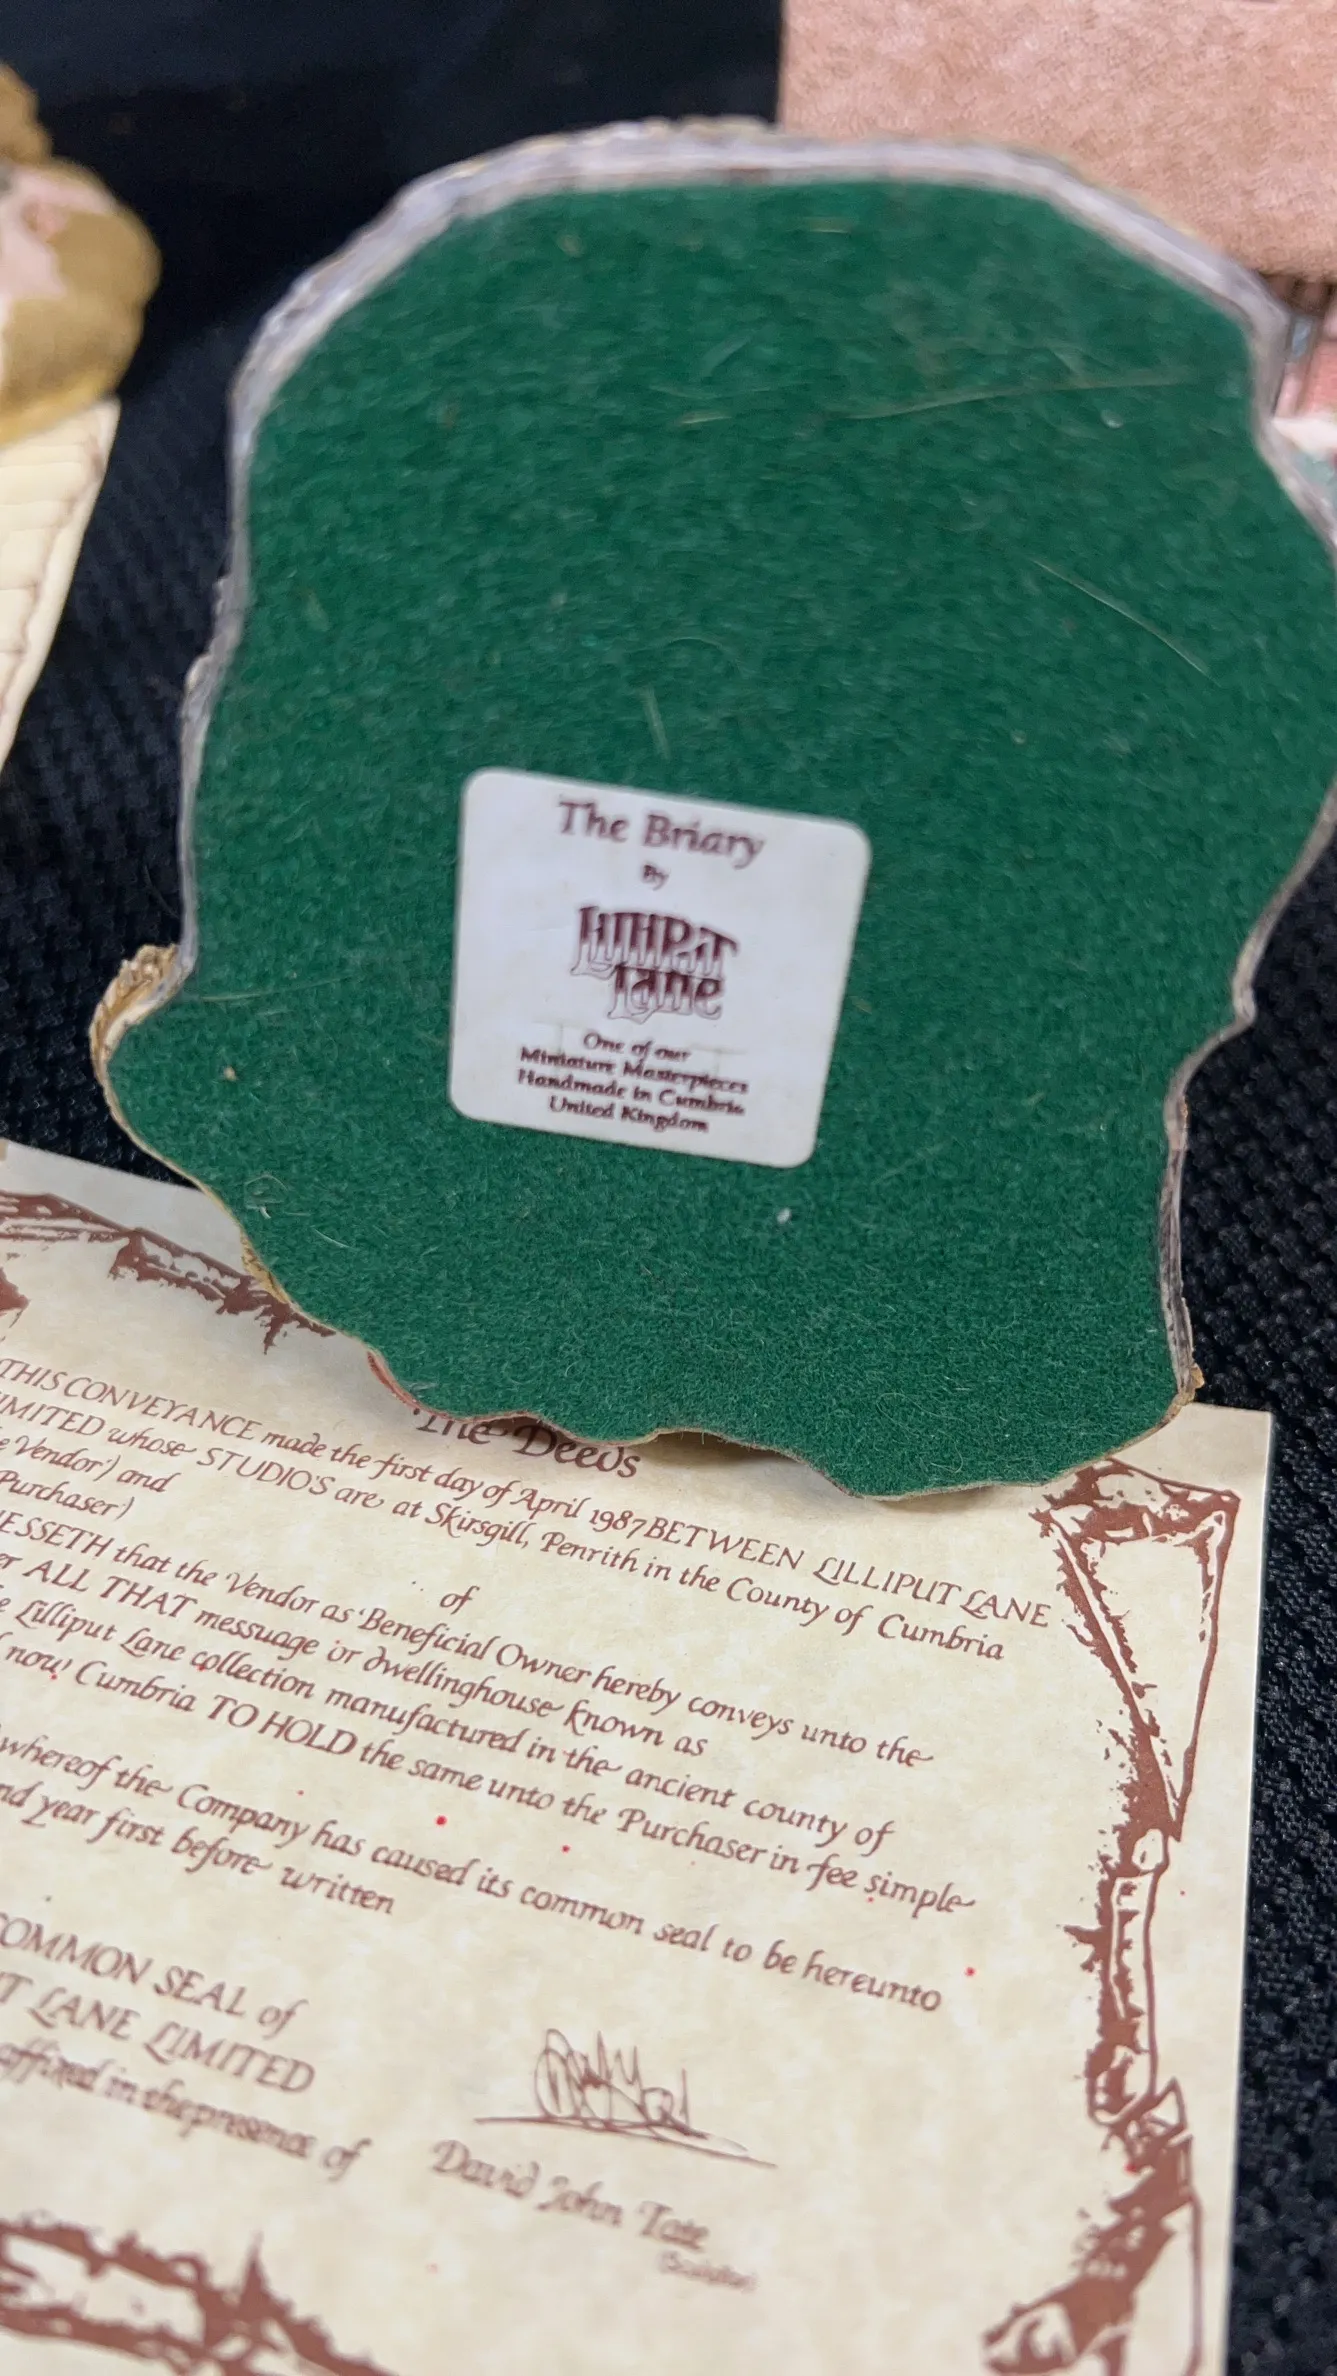 The Briary
By
LILLIPUT
LANE
One of our
Miniature Masterpieces
Handmade in Cumbria
United Kingdom
The Deeds
THIS CONVEYANCE made the first day of April 1987 BETWEEN LILLIPUT LANE
LIMITED whose STUDIO'S are at Skirsgill, Penrith in the County of Cumbria
Vendor') and
Purchaser)
of
ESSETH that the Vendor as Beneficial Owner hereby conveys unto the
ALL THAT messuage or dwellinghouse known as
Lilliput Lane collection manufactured in the ancient county of
now Cumbria TO HOLD the same unto the Purchaser in fee simple
whereof the Company has caused its common seal to be hereunto
year first before written
COMMON SEAL of
T LANE LIMITED
affixed in the presence of
David John Tate
(Sculptor)